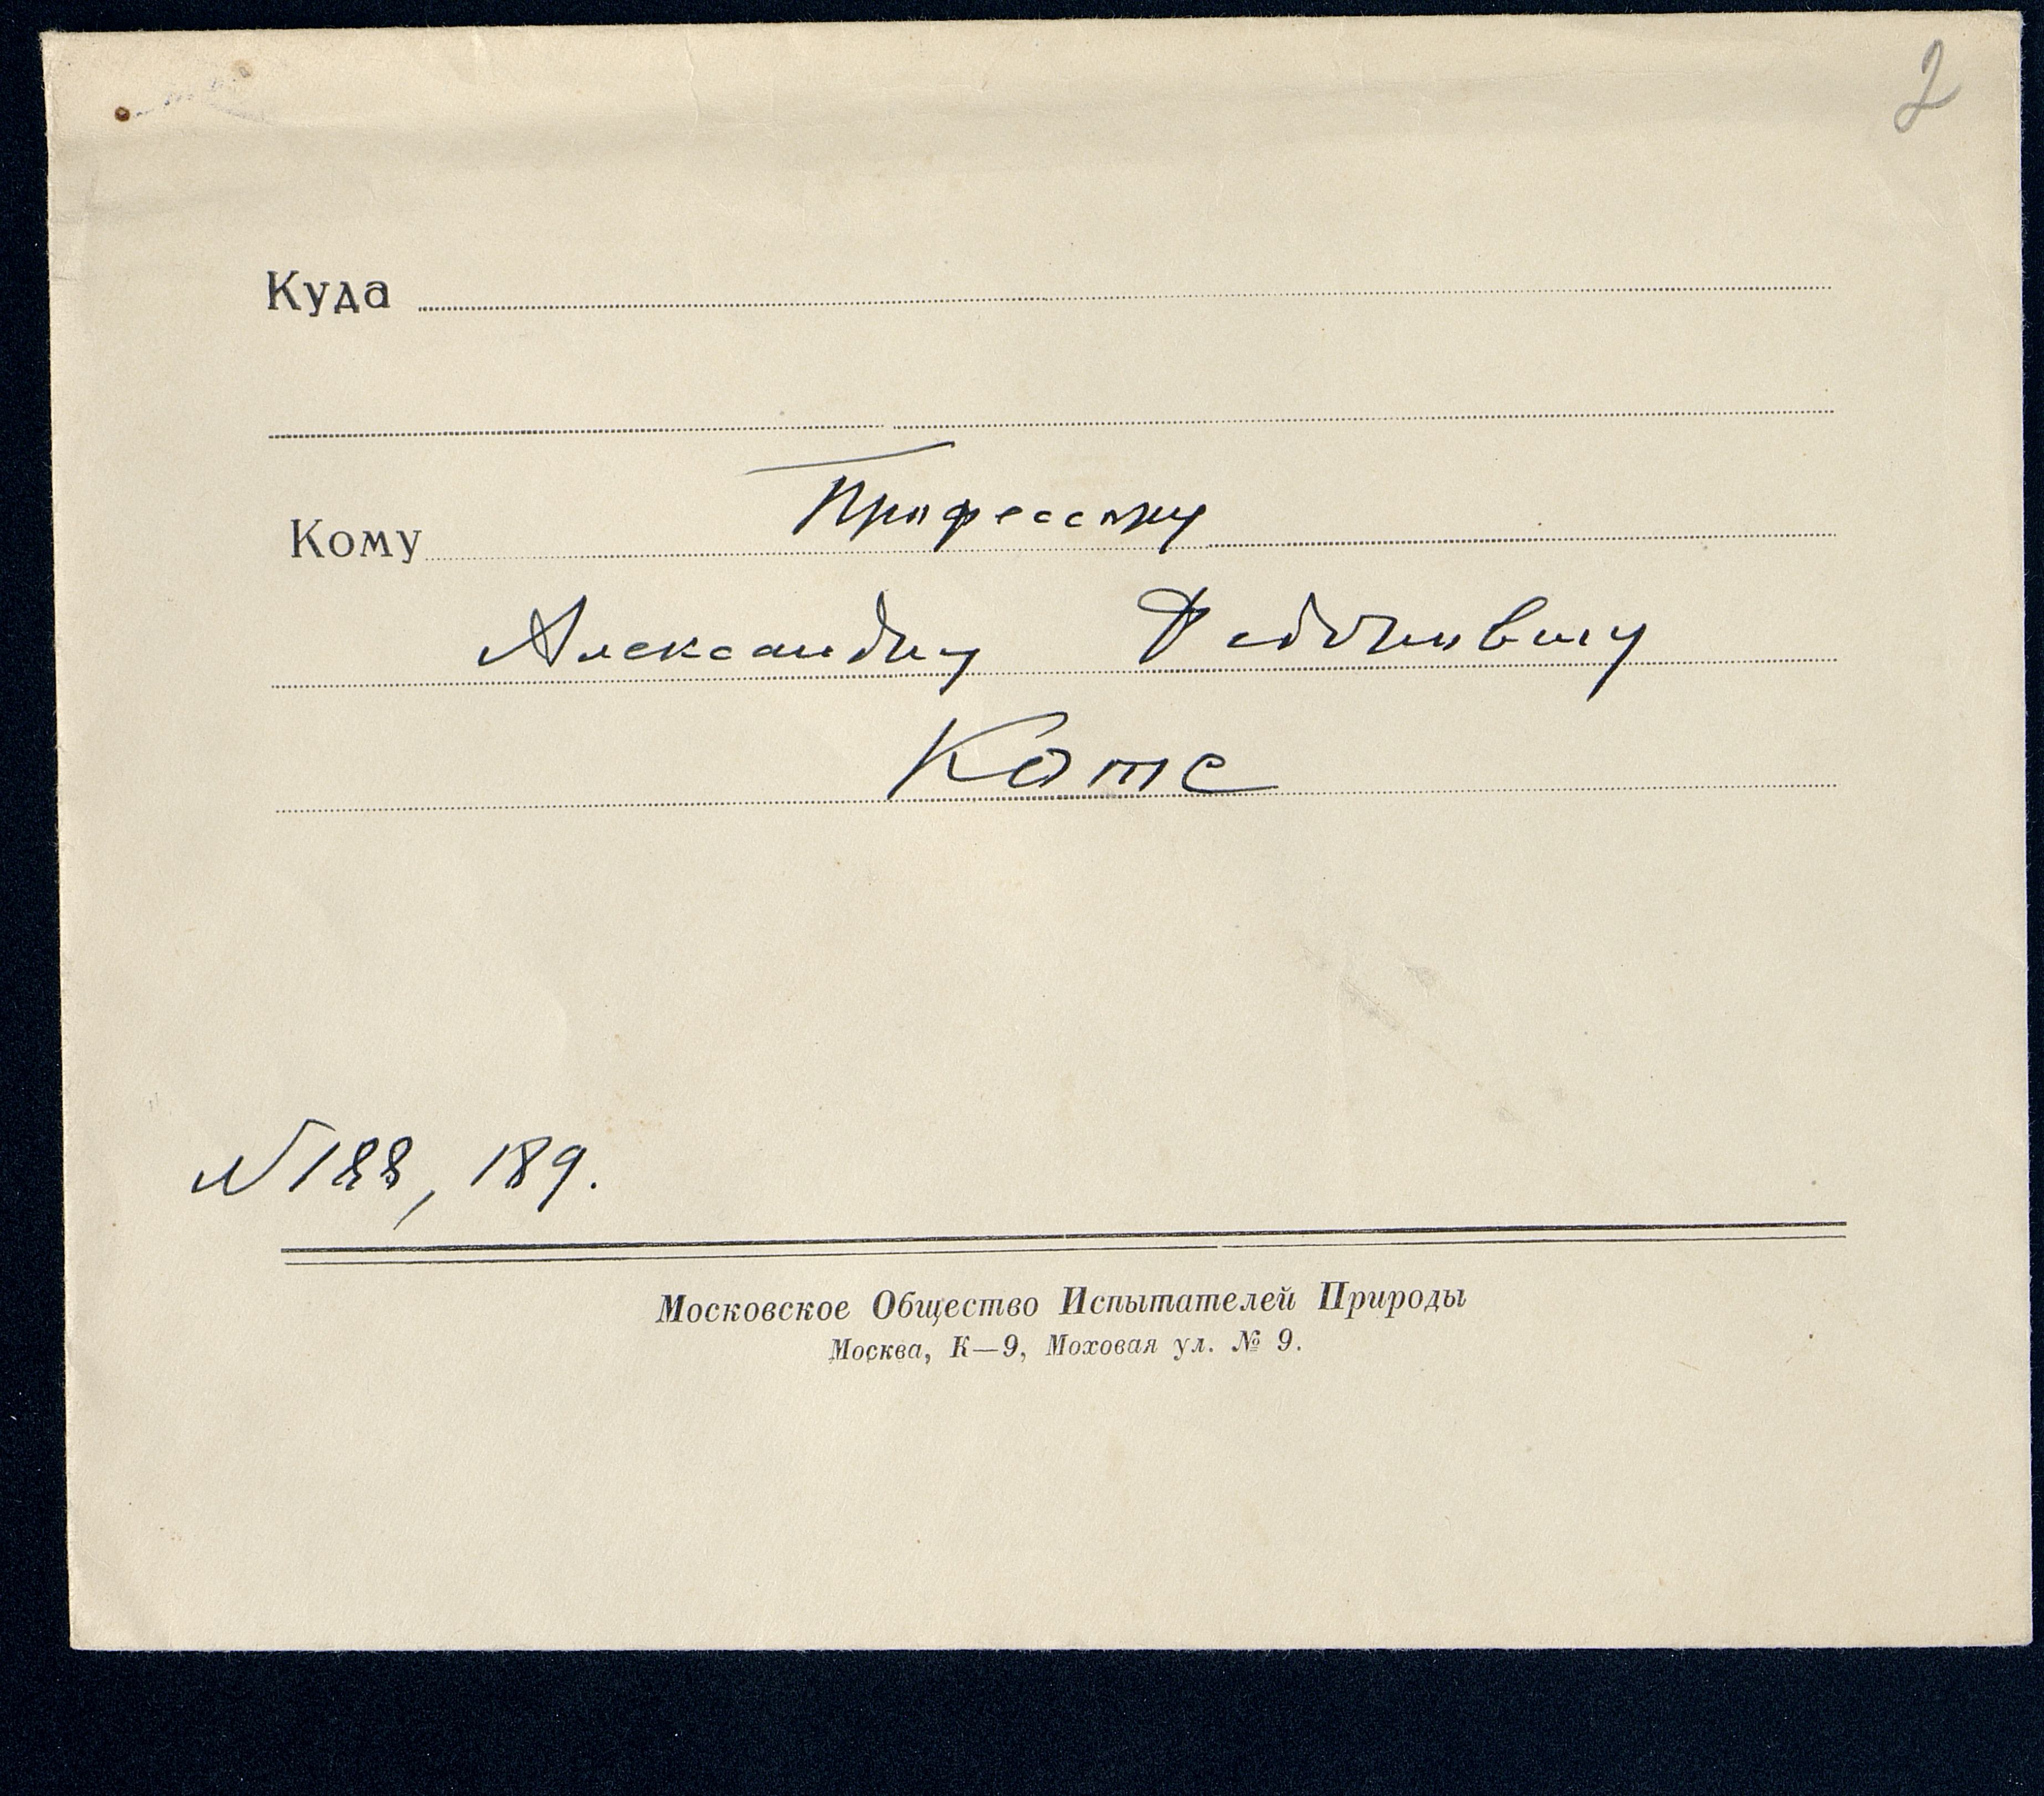 2
Куда
Кому Профессору
Александру Федоровичу
Котс
N 188, 189.
Московское Общество Испытателей Природы
Москва, К—9, Моховая ул. № 9.